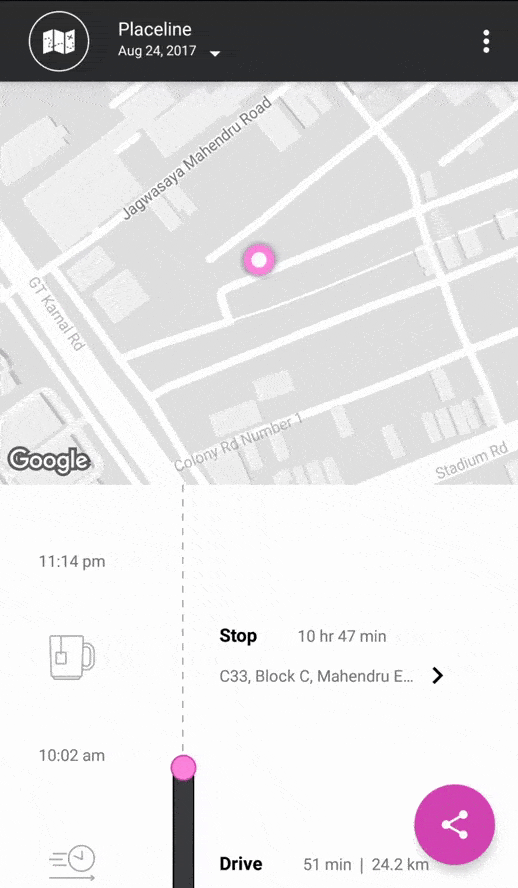 Placeline
Aug 24, 2017
Jagwasaya Mahendru Road
GT Karnal Rd
Colony Rd Number 1
Stadium Rd
Google
11:14 pm
Stop 10 hr 47 min
C33, Block C, Mahendru E...
10:02 am
Drive 51 min | 24.2 km